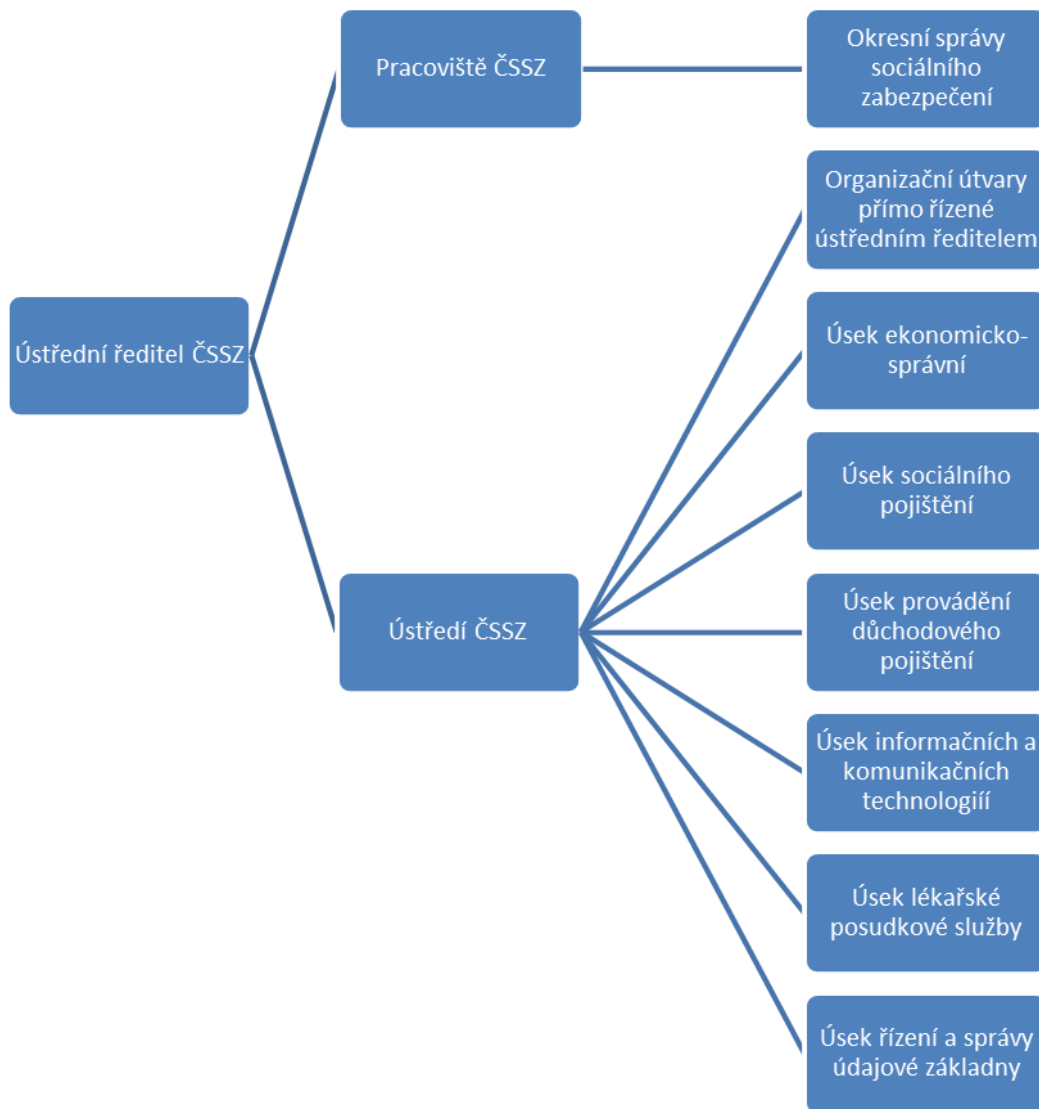 Okresní správy
sociálního
zabezpečení
Pracoviště ČSSZ
Organizační útvary
přímo řízené
ústředním ředitelem
Ústřední ředitel ČSSZ
Úsek ekonomicko-
správní
Úsek sociálního
pojištění
Ústředí ČSSZ
Úsek provádění
důchodového
pojištění
Úsek informačních a
komunikačních
technologiíí
Úsek lékařské
posudkové služby
Úsek řízení a správy
údajové základny